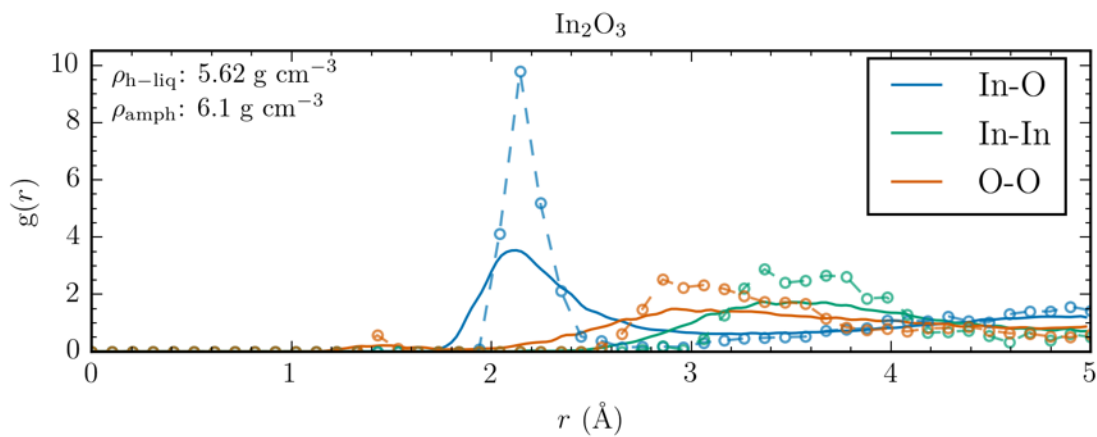 In₂O₃
ρₕ₋ₗᵢq: 5.62 g cm⁻³
ρₐₘₚₕ: 6.1 g cm⁻³
In-O
In-In
O-O
10
8
6
4
2
0
g(r)
0 1 2 3 4 5
r (Å)